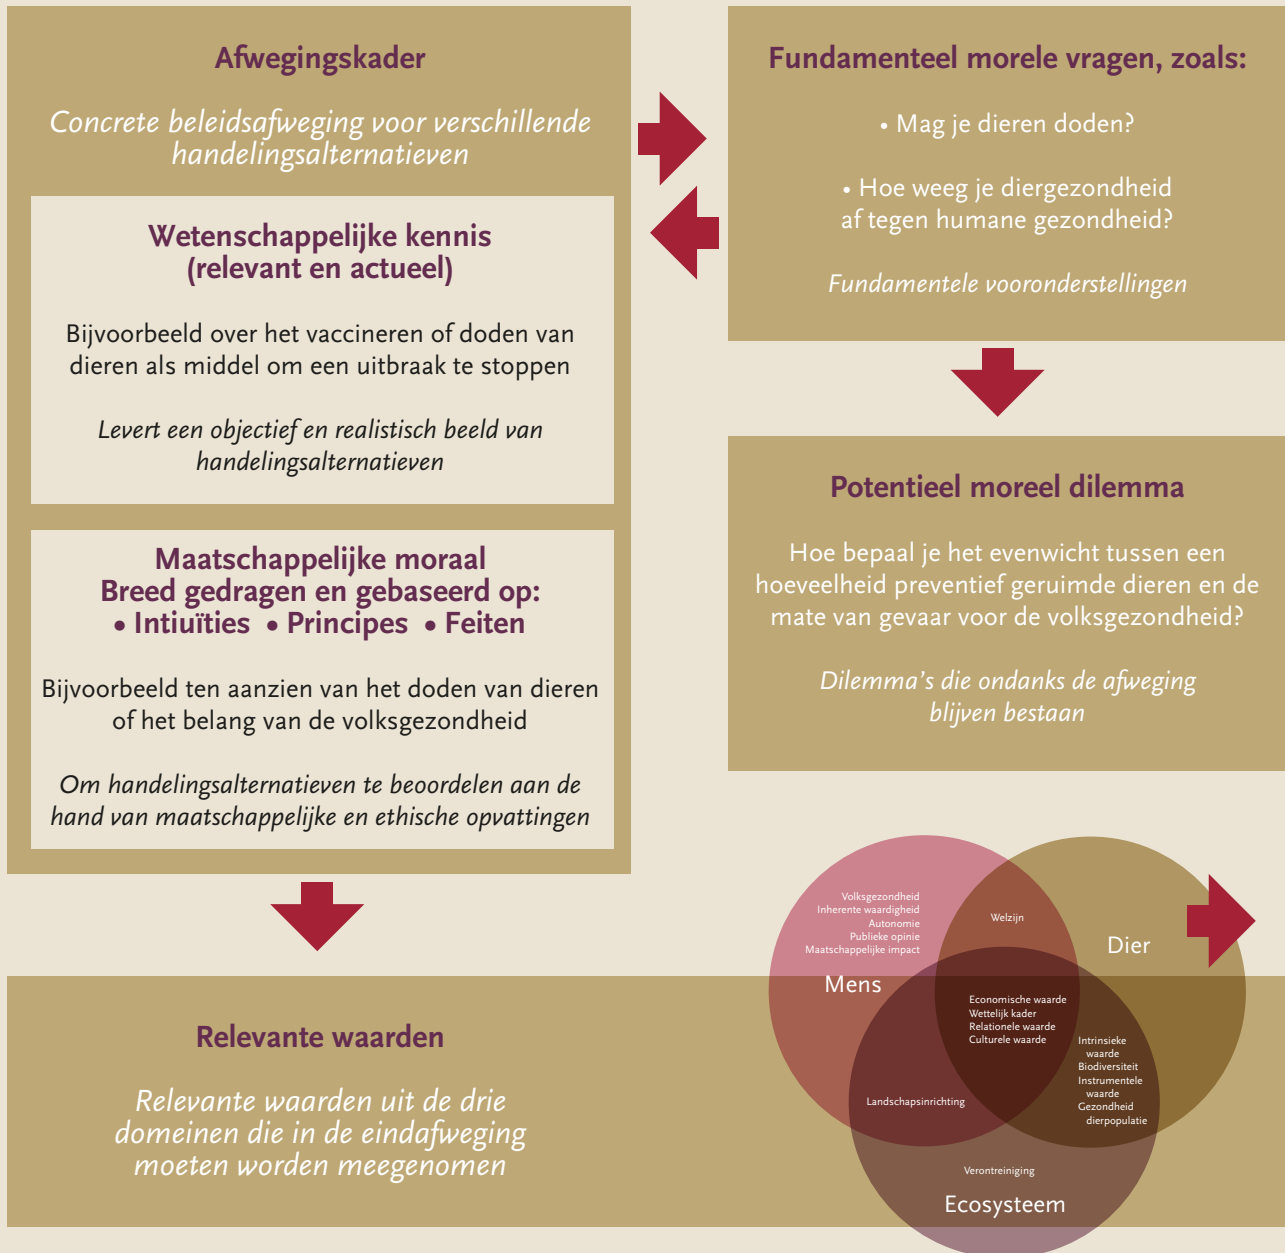 Afwegingskader
Concrete beleidsafweging voor verschillende
handelingsalternatieven
Wetenschappelijke kennis
(relevant en actueel)
Bijvoorbeeld over het vaccineren of doden van
dieren als middel om een uitbraak te stoppen
Levert een objectief en realistisch beeld van
handelingsalternatieven
Maatschappelijke moraal
Breed gedragen en gebaseerd op:
• Intiuïties • Principes • Feiten
Bijvoorbeeld ten aanzien van het doden van dieren
of het belang van de volksgezondheid
Om handelingsalternatieven te beoordelen aan de
hand van maatschappelijke en ethische opvattingen
Fundamenteel morele vragen, zoals:
• Mag je dieren doden?
• Hoe weeg je diergezondheid
af tegen humane gezondheid?
Fundamentele vooronderstellingen
Potentieel moreel dilemma
Hoe bepaal je het evenwicht tussen een
hoeveelheid preventief geruimde dieren en de
mate van gevaar voor de volksgezondheid?
Dilemma's die ondanks de afweging
blijven bestaan
Relevante waarden
Relevante waarden uit de drie
domeinen die in de eindafweging
moeten worden meegenomen
Volksgezondheid
Inherente waardigheid
Autonomie
Publieke opinie
Maatschappelijke impact
Mens
Welzijn
Dier
Economische waarde
Wettelijk kader
Relationele waarde
Culturele waarde
Intrinsieke
waarde
Biodiversiteit
Instrumentele
waarde
Gezondheid
dierpopulatie
Landschapsinrichting
Verontreiniging
Ecosysteem